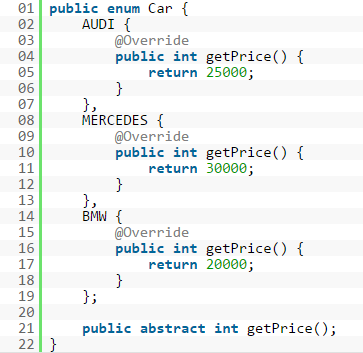 01 public enum Car {
02     AUDI {
03         @Override
04         public int getPrice() {
05             return 25000;
06         }
07     },
08     MERCEDES {
09         @Override
10         public int getPrice() {
11             return 30000;
12         }
13     },
14     BMW {
15         @Override
16         public int getPrice() {
17             return 20000;
18         }
19     };
20
21     public abstract int getPrice();
22 }